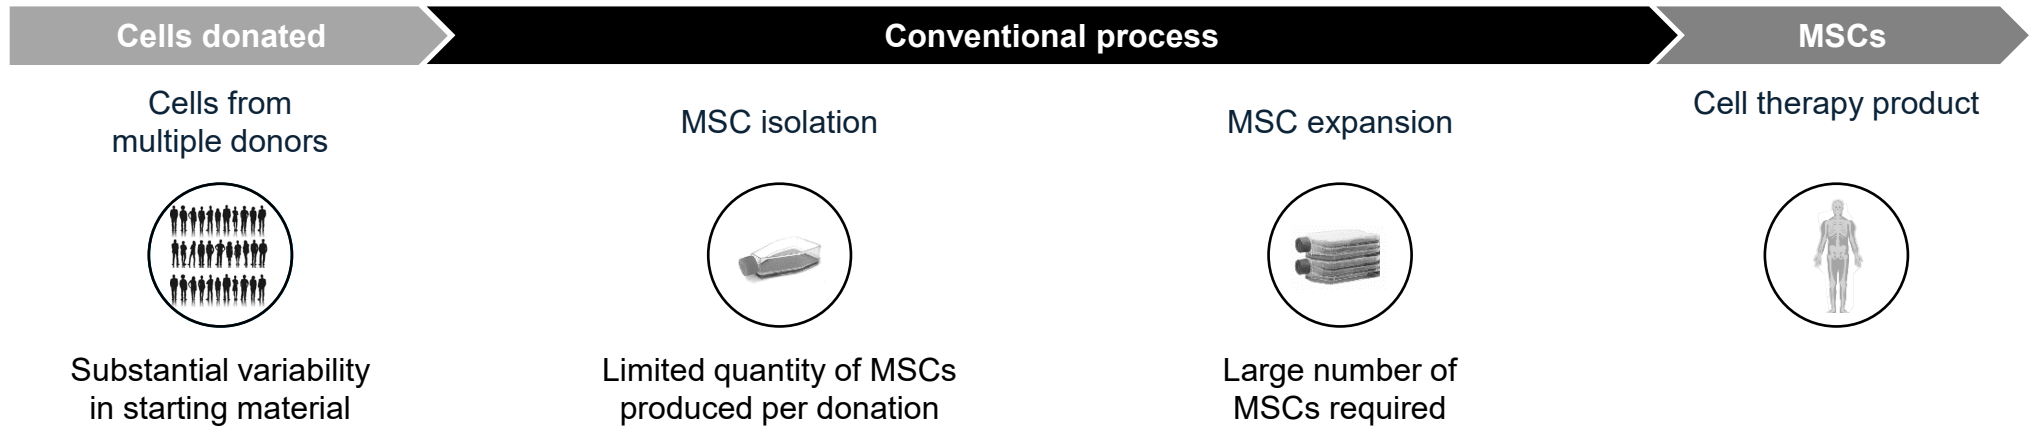 Cells donated
Conventional process
MSCs
Cells from
multiple donors
MSC isolation
MSC expansion
Cell therapy product
Substantial variability
in starting material
Limited quantity of MSCs
produced per donation
Large number of
MSCs required